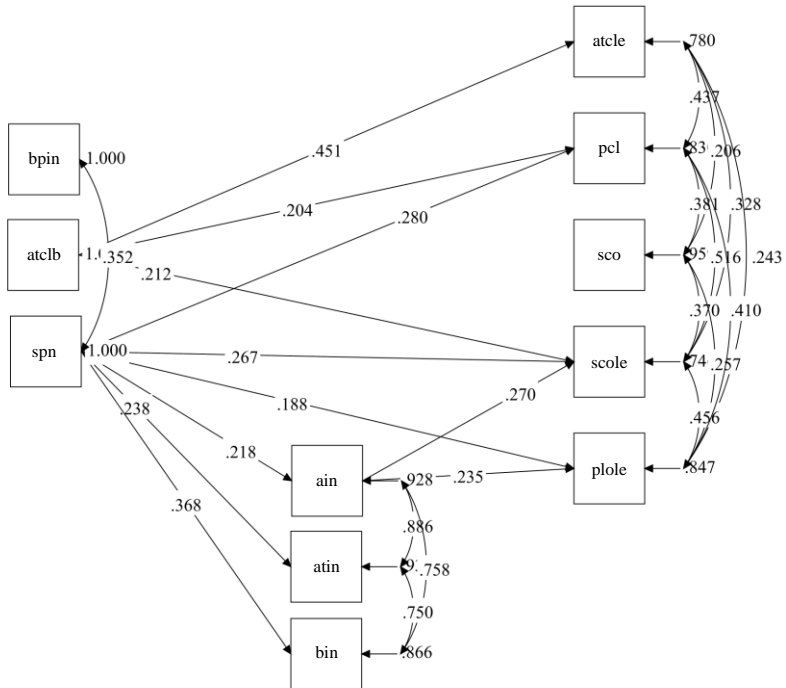 atcle
.780
.437
bpin
1.000
.451
pcl
.206
.204
.280
.381
.328
atclb
.352
.212
sco
.516
.243
.370
.410
spn
1.000
.267
scole
.257
.238
.188
.270
.456
.218
ain
.928
.235
plole
.847
.368
.886
atin
.758
.750
bin
.866